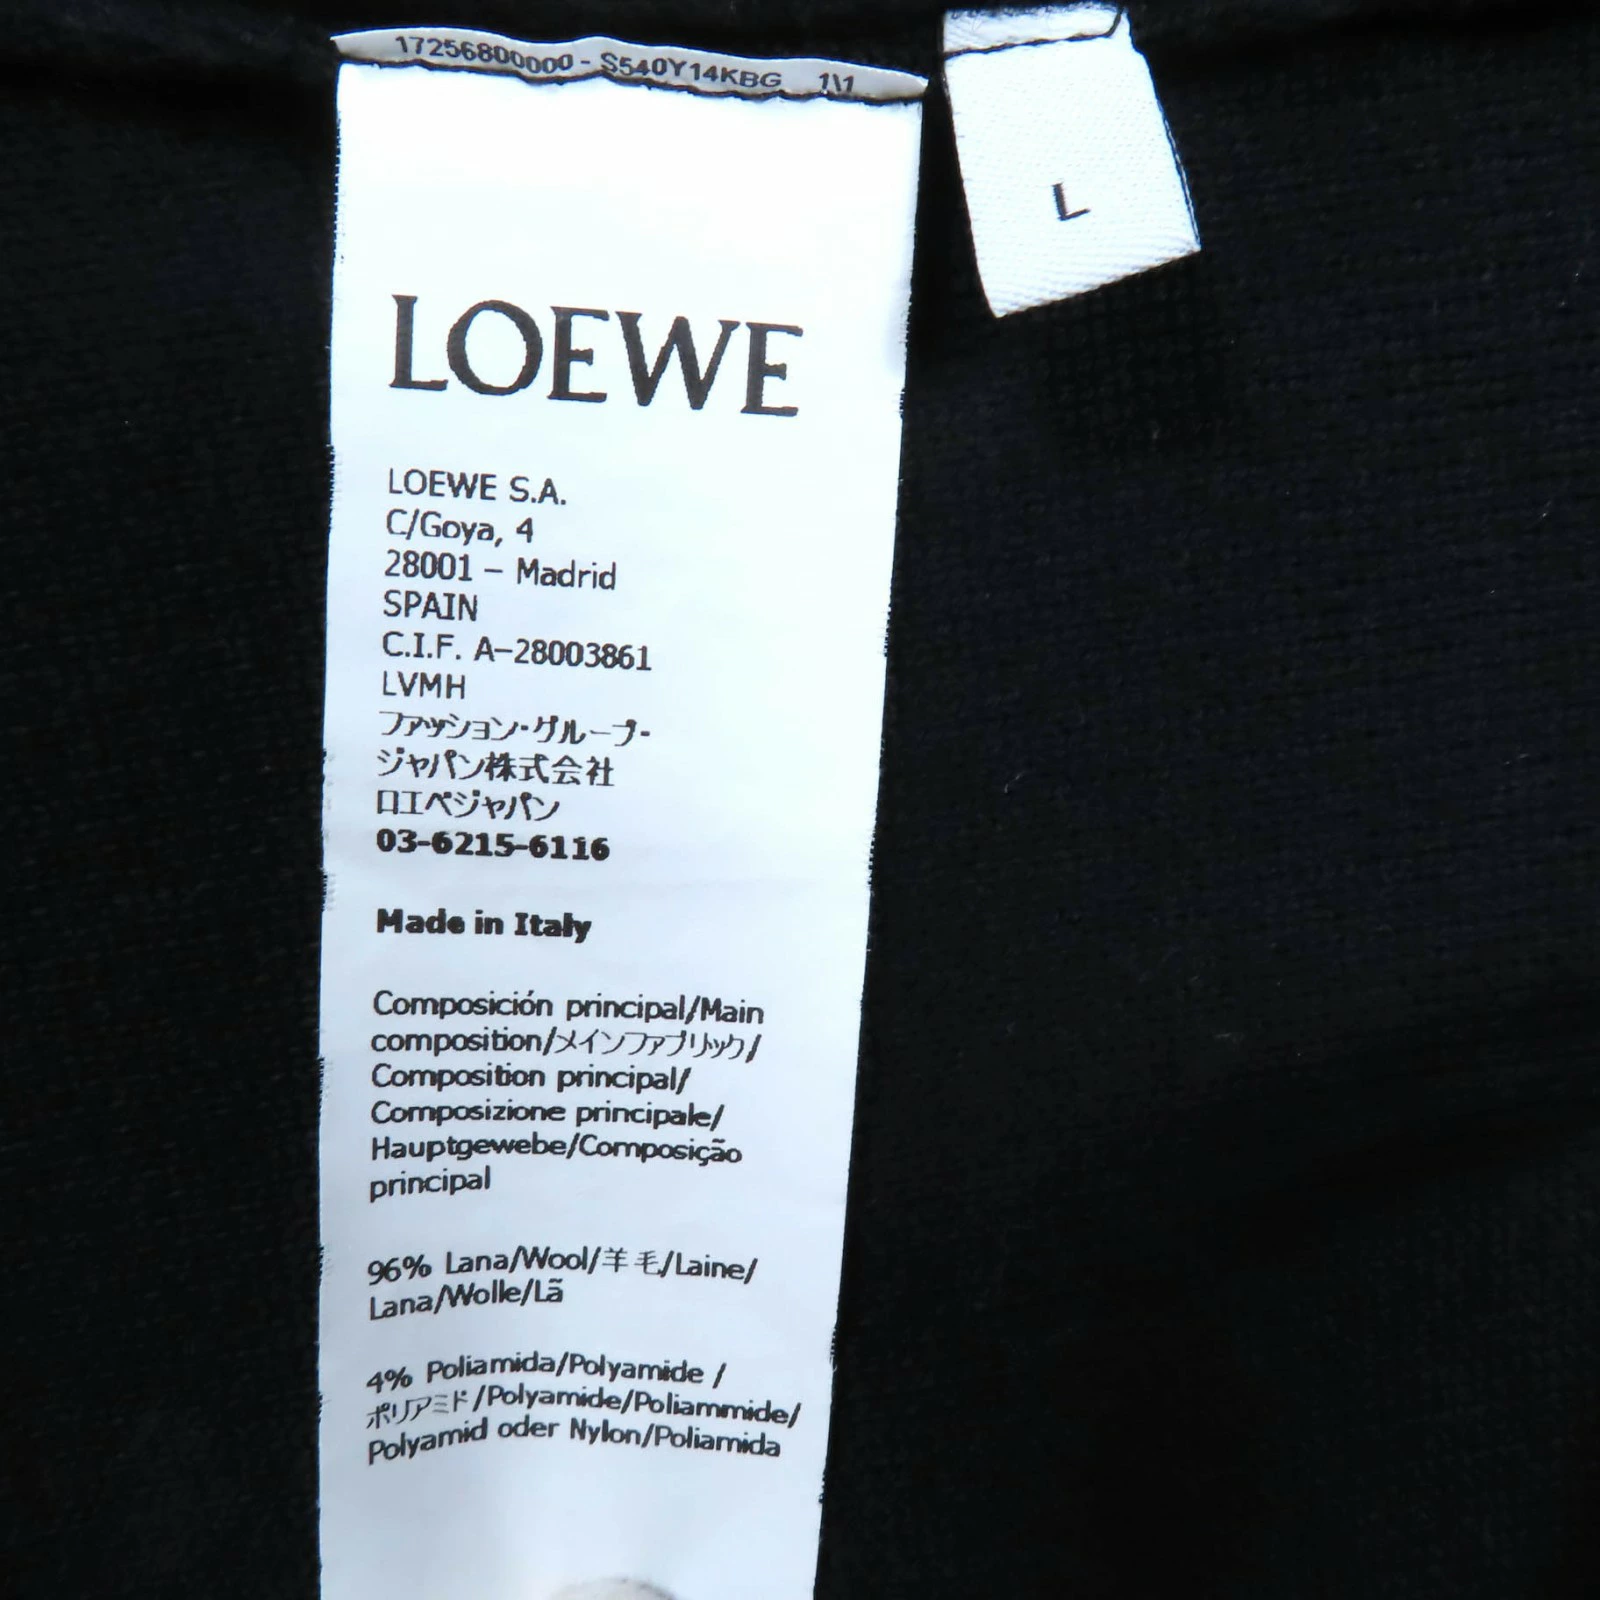 17256800000 - S540Y14KBG 1\1
L
LOEWE
LOEWE S.A.
C/Goya, 4
28001 – Madrid
SPAIN
C.I.F. A-28003861
LVMH
ファッション・グループ・
ジャパン株式会社
ロエベジャパン
03-6215-6116
Made in Italy
Composición principal/Main
composition/メインファブリック/
Composition principal/
Composizione principale/
Hauptgewebe/Composição
principal
96% Lana/Wool/羊毛/Laine/
Lana/Wolle/Lã
4% Poliamida/Polyamide /
ポリアミド/Polyamide/Poliammide/
Polyamid oder Nylon/Poliamida